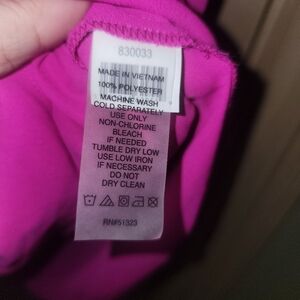 830033
MADE IN VIETNAM
100% POLYESTER
MACHINE WASH
COLD SEPARATELY
USE ONLY
NON-CHLORINE
BLEACH
IF NEEDED
TUMBLE DRY LOW
USE LOW IRON
IF NECESSARY
DO NOT
DRY CLEAN
RN#51323